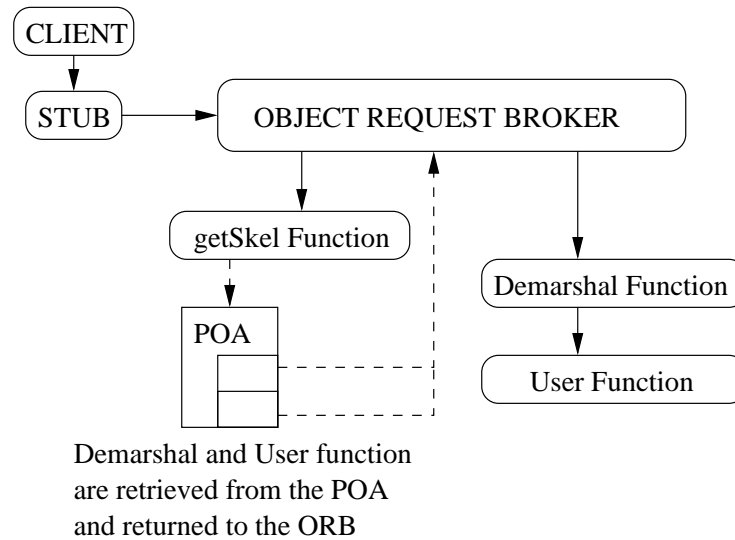 CLIENT
STUB
OBJECT REQUEST BROKER
getSkel Function
Demarshal Function
POA
User Function
Demarshal and User function
are retrieved from the POA
and returned to the ORB